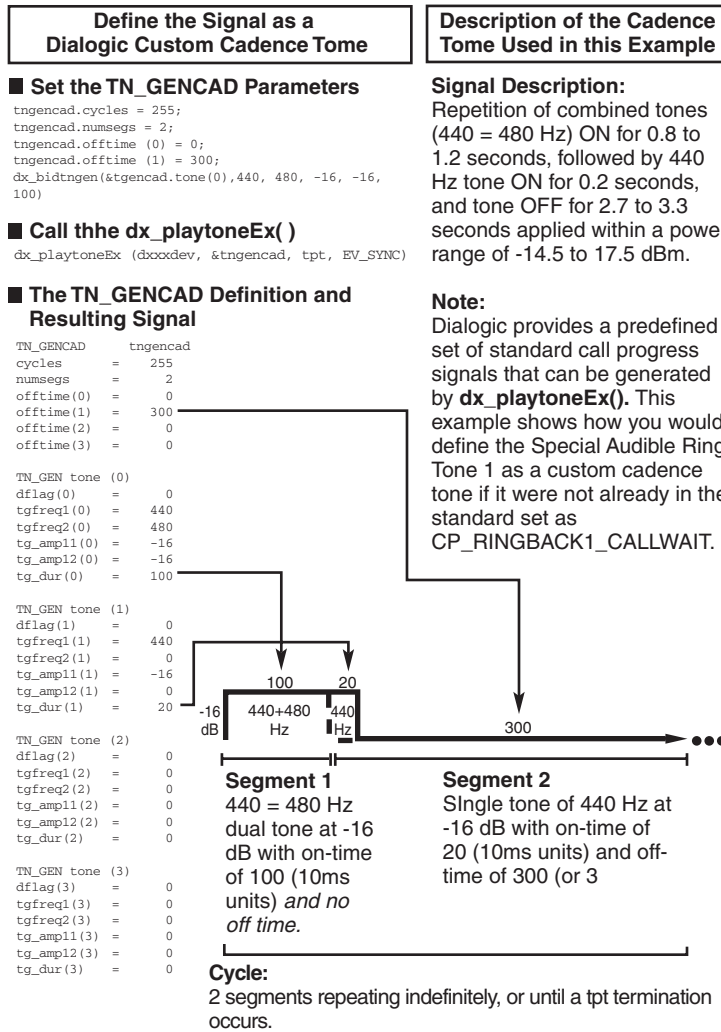 Define the Signal as a
Dialogic Custom Cadence Tome
Set the TN_GENCAD Parameters
tngencad.cycles = 255;
tngencad.numsegs = 2;
tngencad.offtime (0) = 0;
tngencad.offtime (1) = 300;
dx_bidtngen(&tgencad.tone(0),440, 480, -16, -16,
100)
Call thhe dx_playtoneEx( )
dx_playtoneEx (dxxxdev, &tngencad, tpt, EV_SYNC)
The TN_GENCAD Definition and
Resulting Signal
TN_GENCAD tngencad
cycles = 255
numsegs = 2
offtime(0) = 0
offtime(1) = 300
offtime(2) = 0
offtime(3) = 0
TN_GEN tone (0)
dflag(0) = 0
tgfreq1(0) = 440
tgfreq2(0) = 480
tg_amp11(0) = -16
tg_amp12(0) = -16
tg_dur(0) = 100
TN_GEN tone (1)
dflag(1) = 0
tgfreq1(1) = 440
tgfreq2(1) = 0
tg_amp11(1) = -16
tg_amp12(1) = 0
tg_dur(1) = 20
TN_GEN tone (2)
dflag(2) = 0
tgfreq1(2) = 0
tgfreq2(2) = 0
tg_amp11(2) = 0
tg_amp12(2) = 0
tg_dur(2) = 0
TN_GEN tone (3)
dflag(3) = 0
tgfreq1(3) = 0
tgfreq2(3) = 0
tg_amp11(3) = 0
tg_amp12(3) = 0
tg_dur(3) = 0
Description of the Cadence
Tome Used in this Example
Signal Description:
Repetition of combined tones
(440 = 480 Hz) ON for 0.8 to
1.2 seconds, followed by 440
Hz tone ON for 0.2 seconds,
and tone OFF for 2.7 to 3.3
seconds applied within a powe
range of -14.5 to 17.5 dBm.
Note:
Dialogic provides a predefined
set of standard call progress
signals that can be generated
by dx_playtoneEx(). This
example shows how you would
define the Special Audible Ring
Tone 1 as a custom cadence
tone if it were not already in the
standard set as
CP_RINGBACK1_CALLWAIT.
100 20
-16 440+480 440
dB Hz Hz
300
Segment 1
440 = 480 Hz
dual tone at -16
dB with on-time
of 100 (10ms
units) and no
off time.
Segment 2
SIngle tone of 440 Hz at
-16 dB with on-time of
20 (10ms units) and off-
time of 300 (or 3
Cycle:
2 segments repeating indefinitely, or until a tpt termination
occurs.